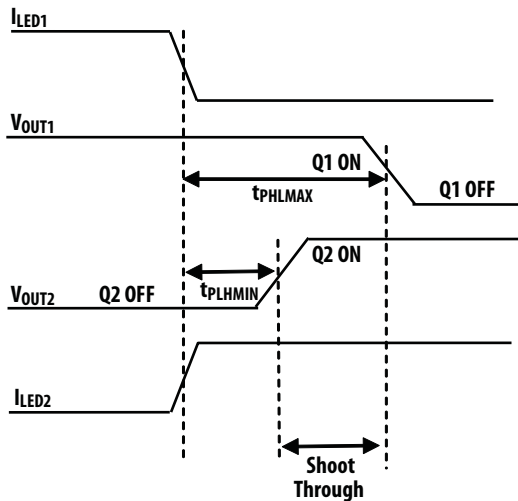 ILED1
VOUT1
Q1 ON
tPHLMAX
Q1 OFF
Q2 ON
tPLHMIN
VOUT2
Q2 OFF
ILED2
Shoot
Through